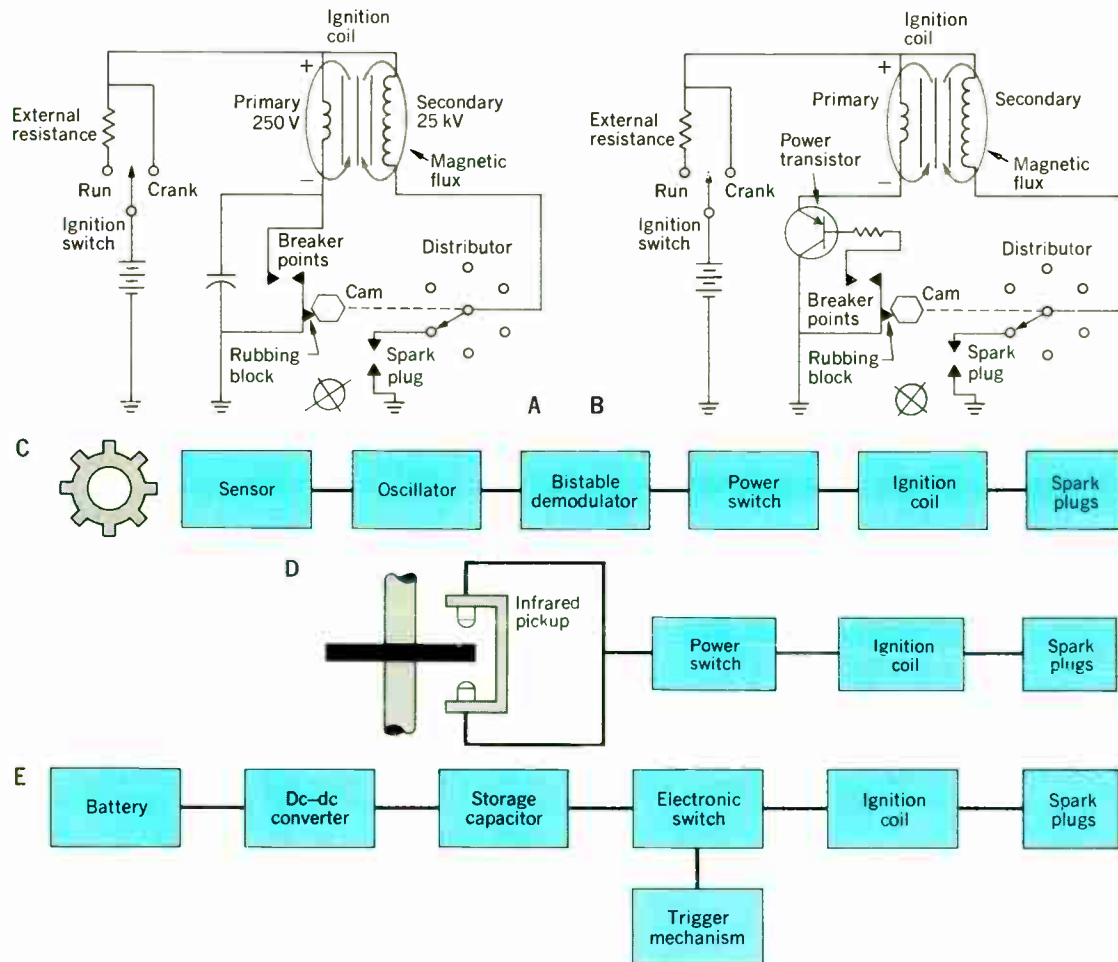 Ignition
coil
+
Primary
250 V
Secondary
25 kV
External
resistance
Magnetic
flux
Run
Crank
−
Ignition
switch
Breaker
points
Distributor
Cam
Rubbing
block
Spark
plug
A
Ignition
coil
+
Primary
Secondary
External
resistance
Power
transistor
Magnetic
flux
Run
Crank
−
Ignition
switch
Distributor
Breaker
points
Cam
Rubbing
block
Spark
plug
B
C
Sensor
Oscillator
Bistable
demodulator
Power
switch
Ignition
coil
Spark
plugs
D
Infrared
pickup
Power
switch
Ignition
coil
Spark
plugs
E
Battery
Dc–dc
converter
Storage
capacitor
Electronic
switch
Ignition
coil
Spark
plugs
Trigger
mechanism